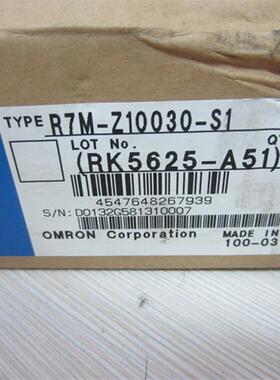 TYPE R7M-Z10030-S1
LOT No.
(RK5625-A51)
4547648267939
S/N: D0132G581310007
OMRON Corporation
MADE IN
100-03